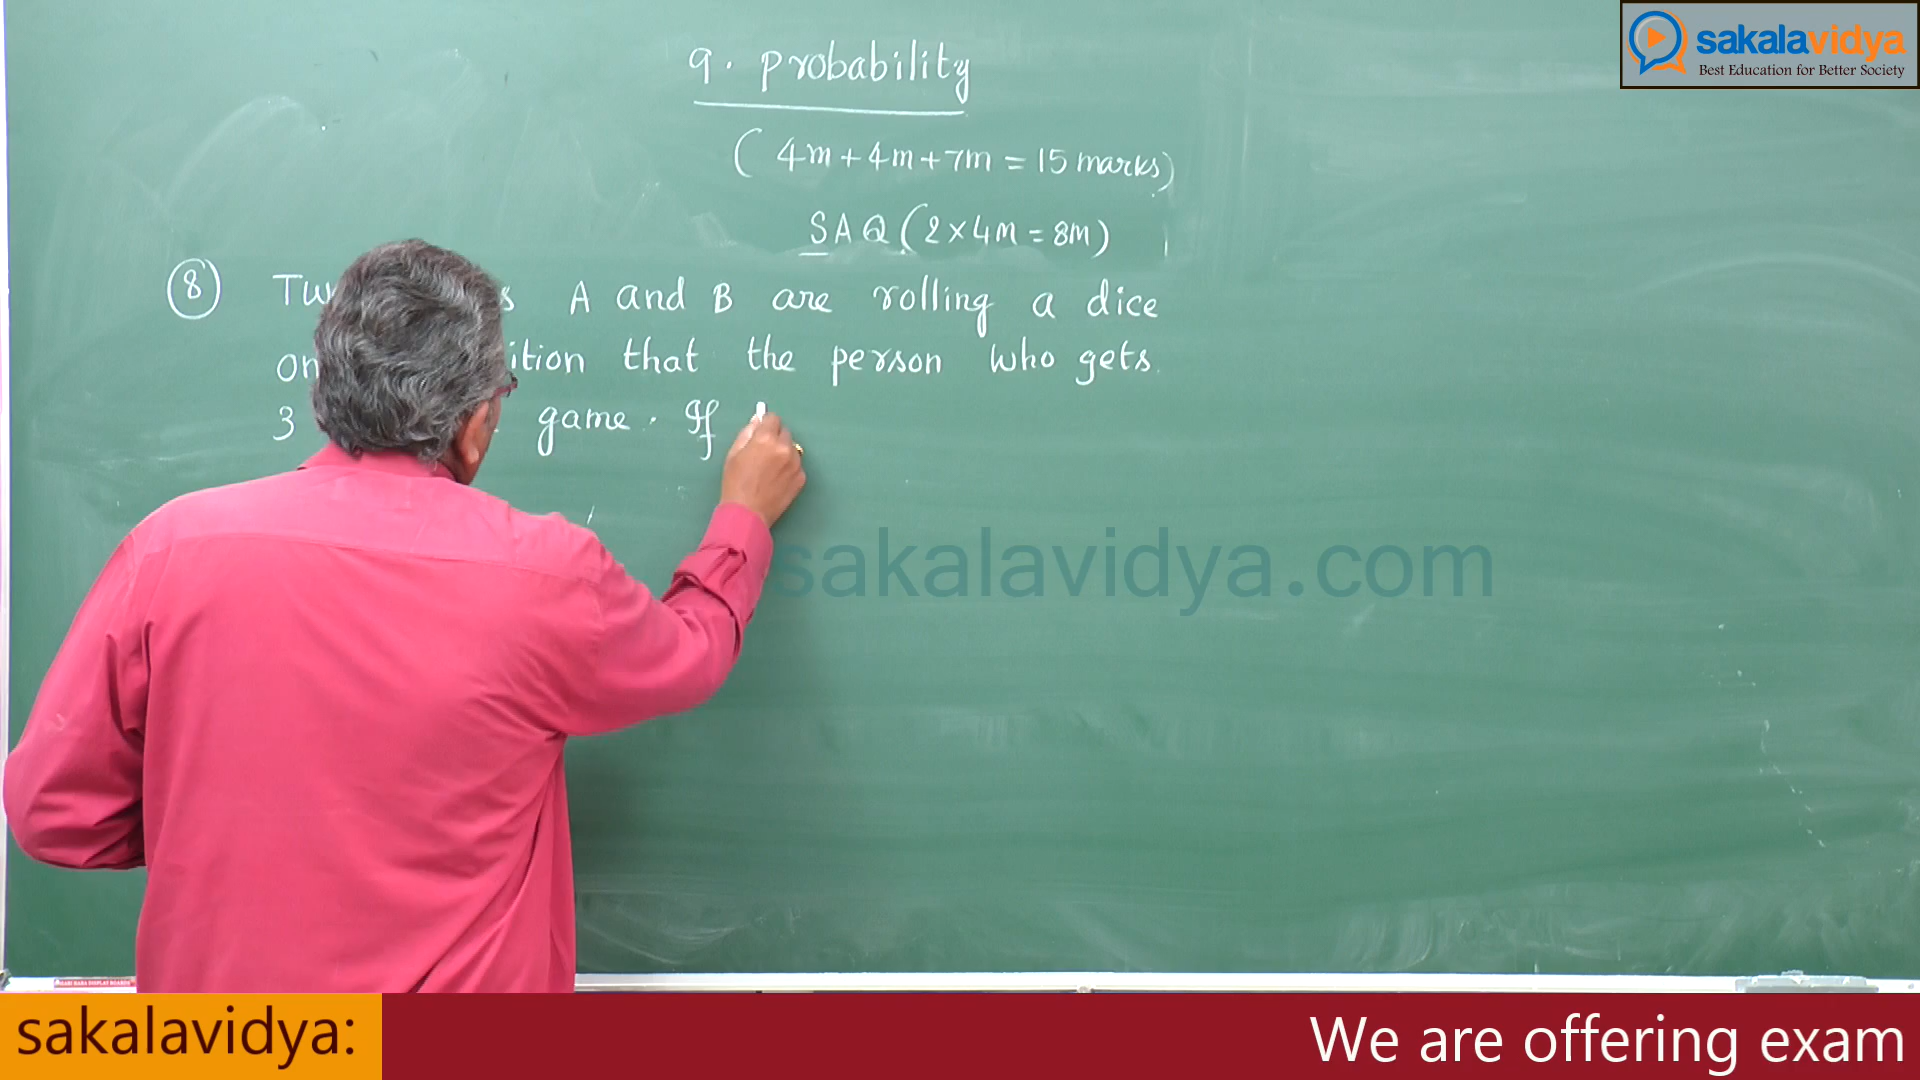 sakalavidya
Best Education for Better Society
9. probability
(4m+4m+7m=15 marks)
SAQ (2×4m=8m)
(8) A and B are rolling a dice
on that the person who gets
3 game. If
sakalavidya.com
sakalavidya:
We are offering exam